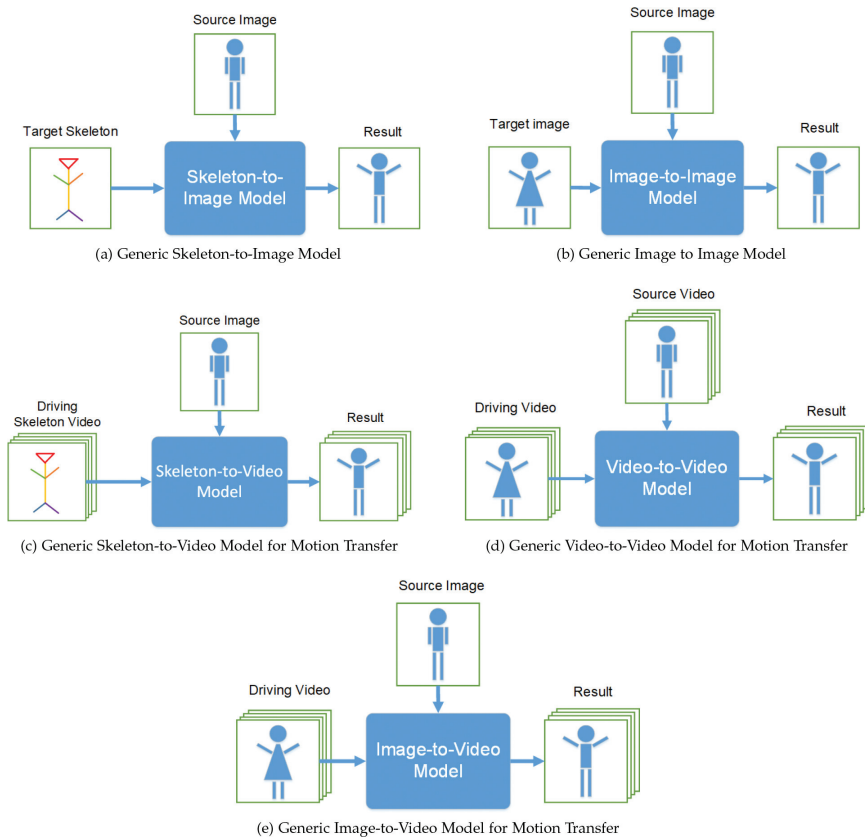 Source Image
Target Skeleton
Skeleton-to-
Image Model
Result
(a) Generic Skeleton-to-Image Model
Source Image
Target image
Image-to-Image
Model
Result
(b) Generic Image to Image Model
Source Image
Driving
Skeleton Video
Skeleton-to-Video
Model
Result
(c) Generic Skeleton-to-Video Model for Motion Transfer
Source Video
Driving Video
Video-to-Video
Model
Result
(d) Generic Video-to-Video Model for Motion Transfer
Source Image
Driving Video
Image-to-Video
Model
Result
(e) Generic Image-to-Video Model for Motion Transfer